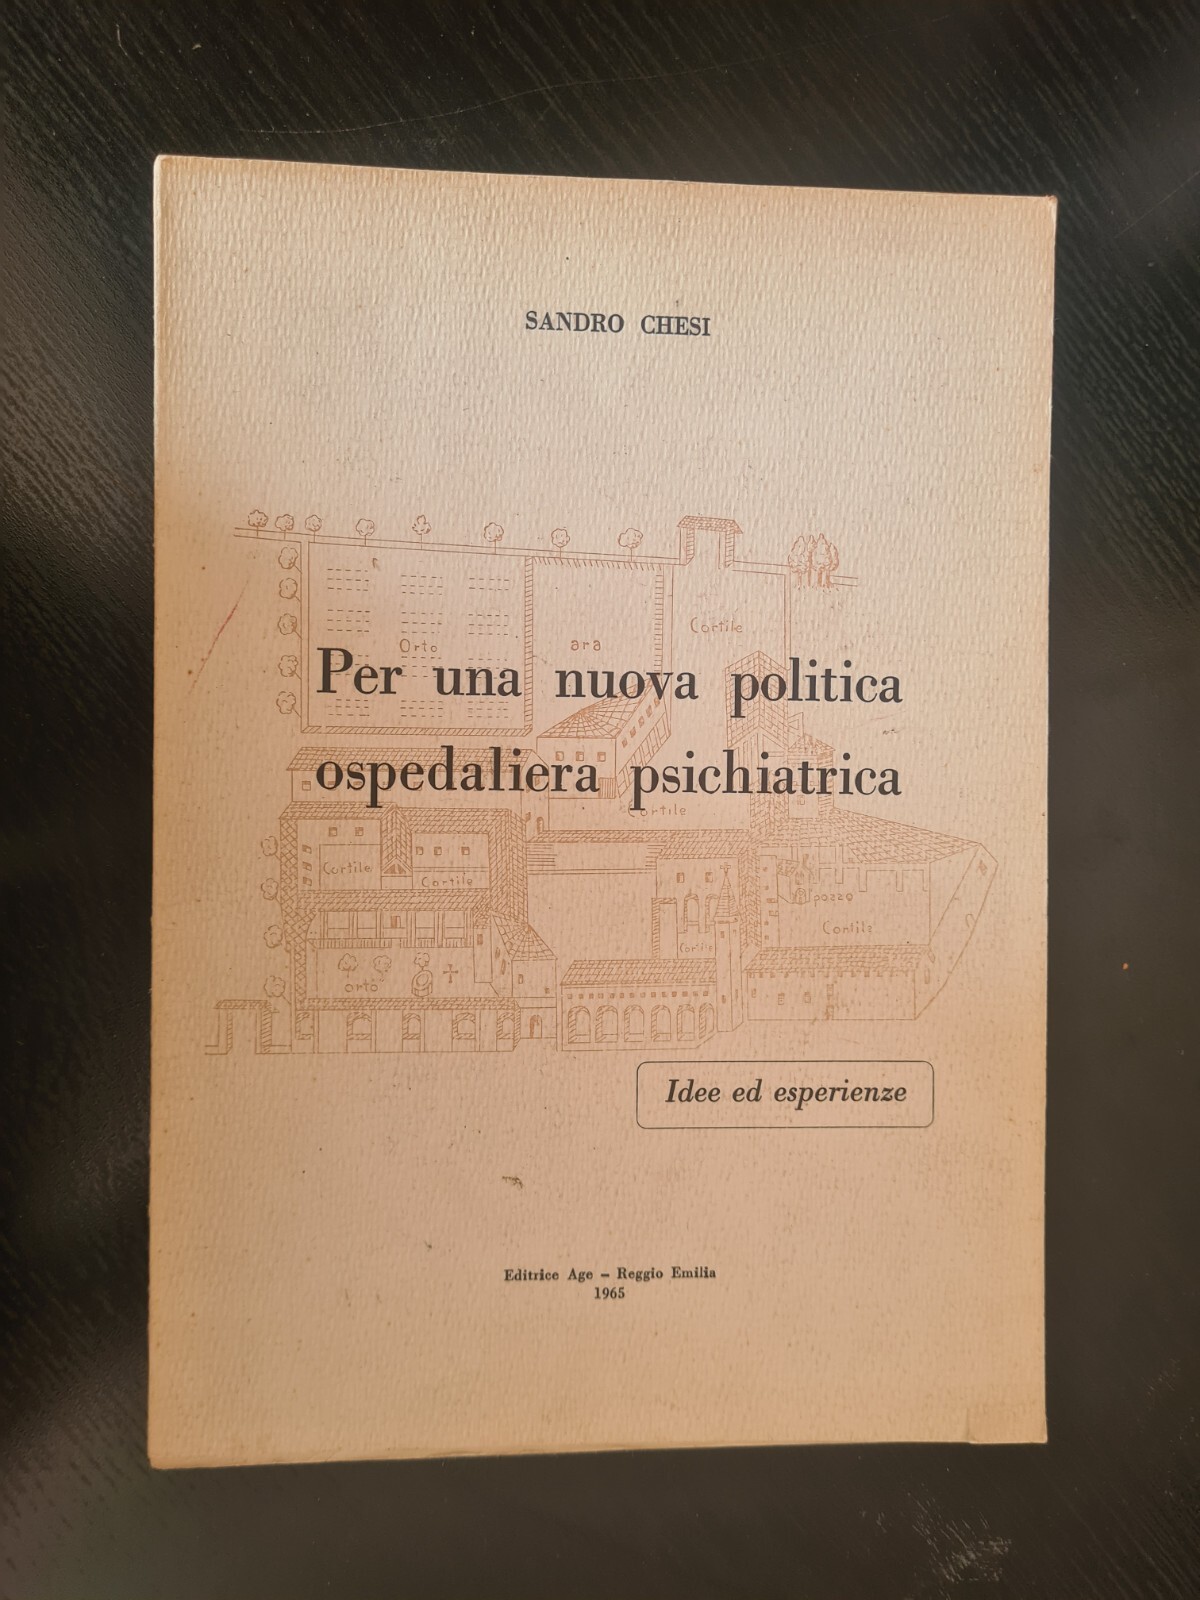 SANDRO CHESI
Cortile
Orto
ara
Per una nuova politica
ospedaliera psichiatrica
Cortile
Cortile
Cortile
pozzo
Cortile
Cortile
orto
Idee ed esperienze
Editrice Age – Reggio Emilia
1965